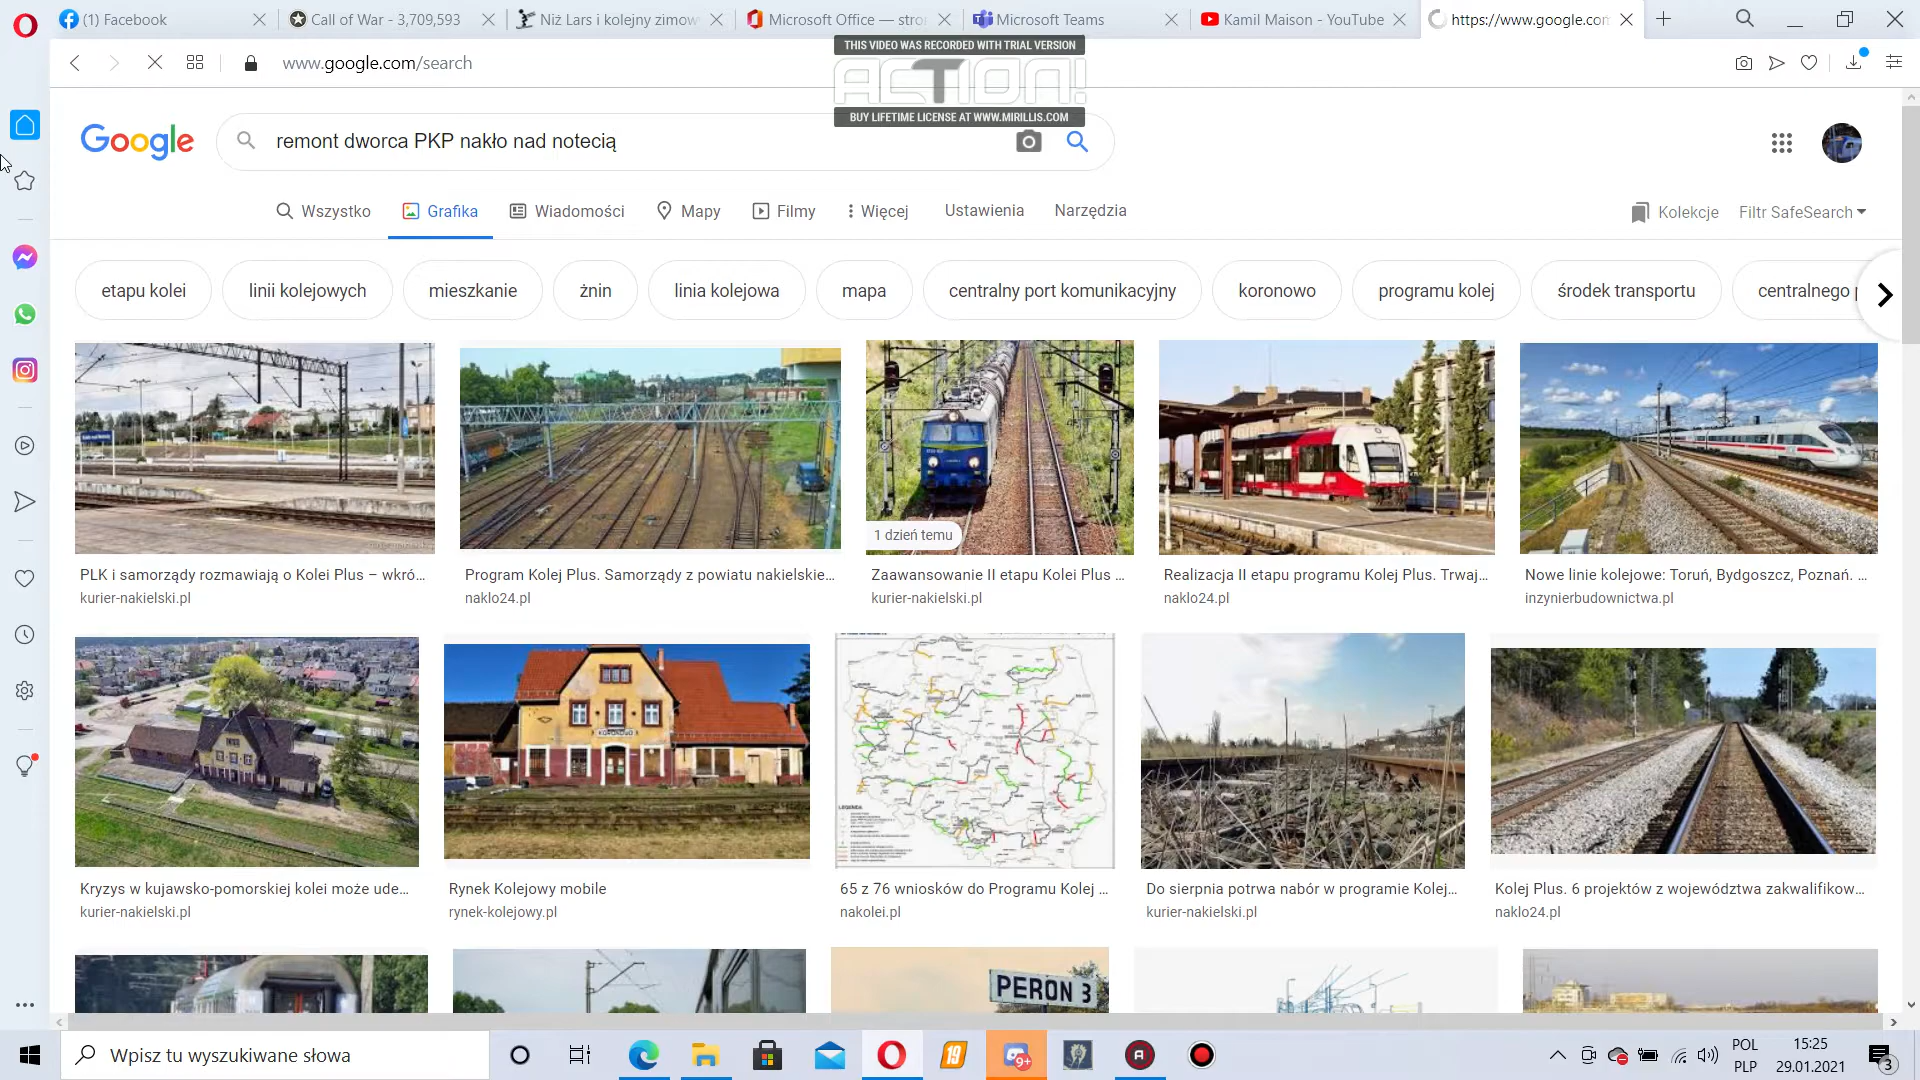 (1) Facebook
Call of War - 3,709,593
Niż Lars i kolejny zimow
Microsoft Office — stro
Microsoft Teams
Kamil Maison - YouTube
https://www.google.com
www.google.com/search
THIS VIDEO WAS RECORDED WITH TRIAL VERSION
ACTION!
BUY LIFETIME LICENSE AT WWW.MIRILLIS.COM
Google
remont dworca PKP nakło nad notecią
Wszystko
Grafika
Wiadomości
Mapy
Filmy
Więcej
Ustawienia
Narzędzia
Kolekcje
Filtr SafeSearch
etapu kolei
linii kolejowych
mieszkanie
żnin
linia kolejowa
mapa
centralny port komunikacyjny
koronowo
programu kolej
środek transportu
centralnego p
1 dzień temu
PLK i samorządy rozmawiają o Kolei Plus – wkró...
kurier-nakielski.pl
Program Kolej Plus. Samorządy z powiatu nakielskie...
naklo24.pl
Zaawansowanie II etapu Kolei Plus ...
kurier-nakielski.pl
Realizacja II etapu programu Kolej Plus. Trwaj...
naklo24.pl
Nowe linie kolejowe: Toruń, Bydgoszcz, Poznań. ...
inzynierbudownictwa.pl
KORONOWO
LEGENDA
Kryzys w kujawsko-pomorskiej kolei może ude...
kurier-nakielski.pl
Rynek Kolejowy mobile
rynek-kolejowy.pl
65 z 76 wniosków do Programu Kolej ...
nakolei.pl
Do sierpnia potrwa nabór w programie Kolej...
kurier-nakielski.pl
Kolej Plus. 6 projektów z województwa zakwalifikow...
naklo24.pl
PERON 3
Wpisz tu wyszukiwane słowa
19
9+
POL
PLP
15:25
29.01.2021
3